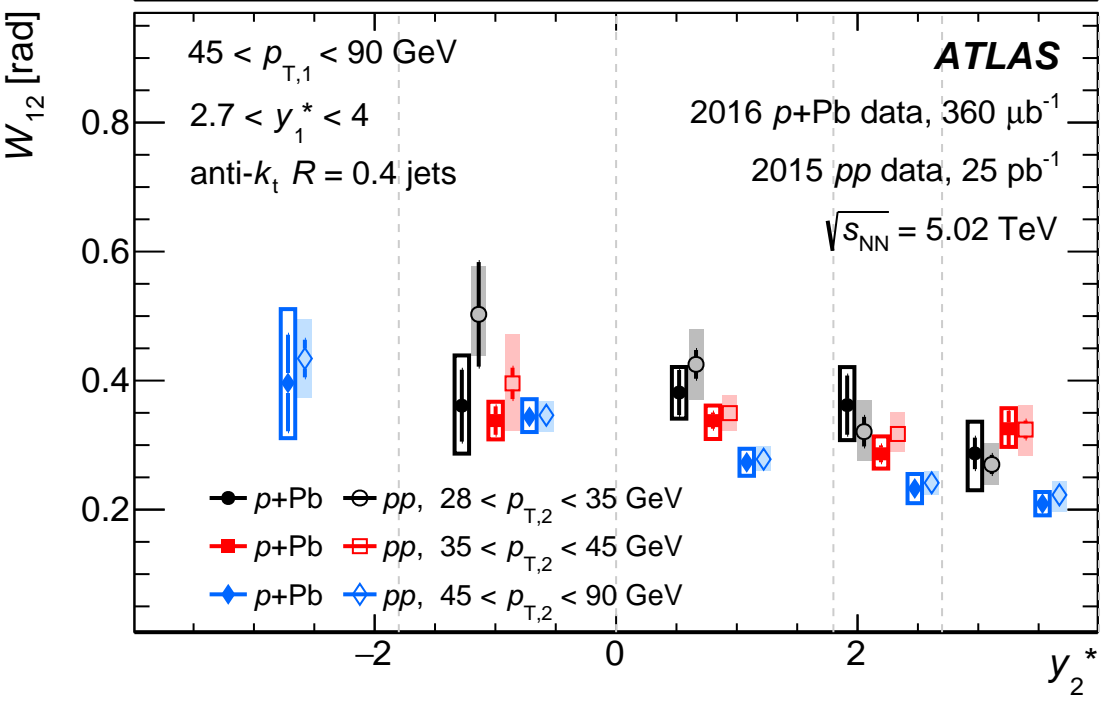 W₁₂ [rad]
45 < p_T,1 < 90 GeV
2.7 < y₁* < 4
anti-k_t R = 0.4 jets
ATLAS
2016 p+Pb data, 360 μb⁻¹
2015 pp data, 25 pb⁻¹
√s_NN = 5.02 TeV
0.8
0.6
0.4
0.2
p+Pb pp, 28 < p_T,2 < 35 GeV
p+Pb pp, 35 < p_T,2 < 45 GeV
p+Pb pp, 45 < p_T,2 < 90 GeV
−2 0 2
y₂*